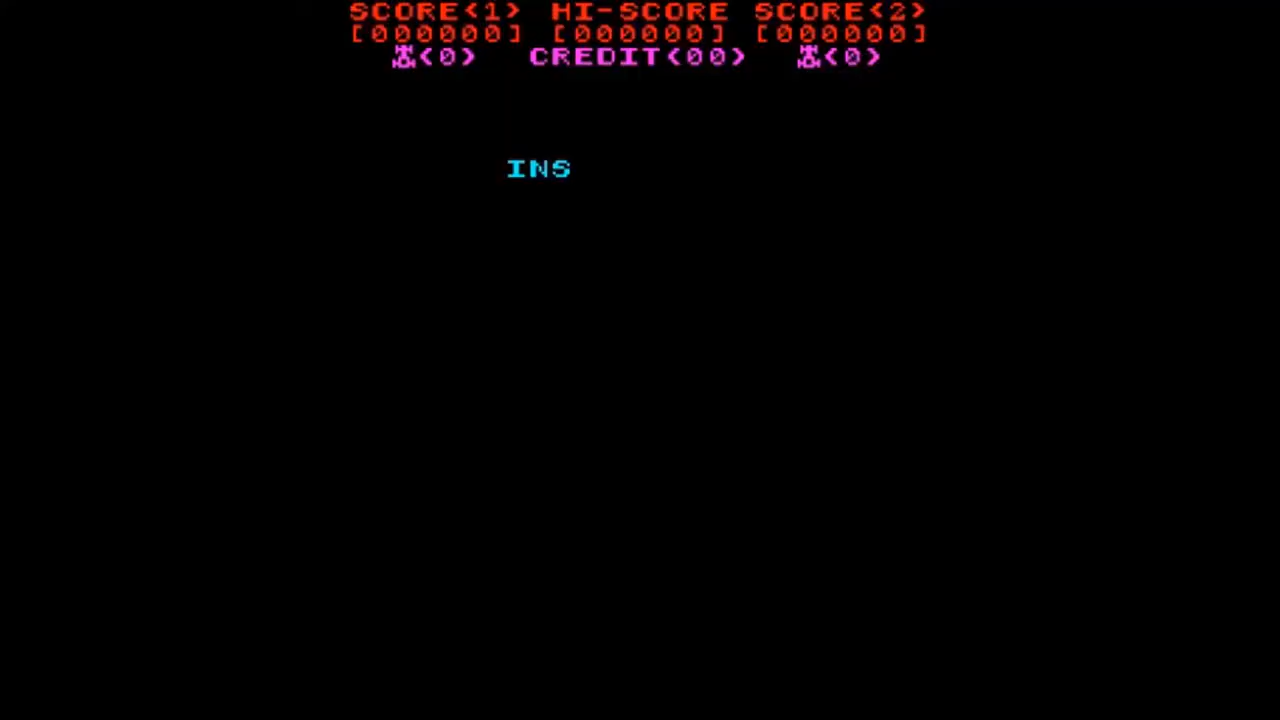 SCORE<1> HI-SCORE SCORE<2>
[000000] [000000] [000000]
<0> CREDIT<00> <0>
INS